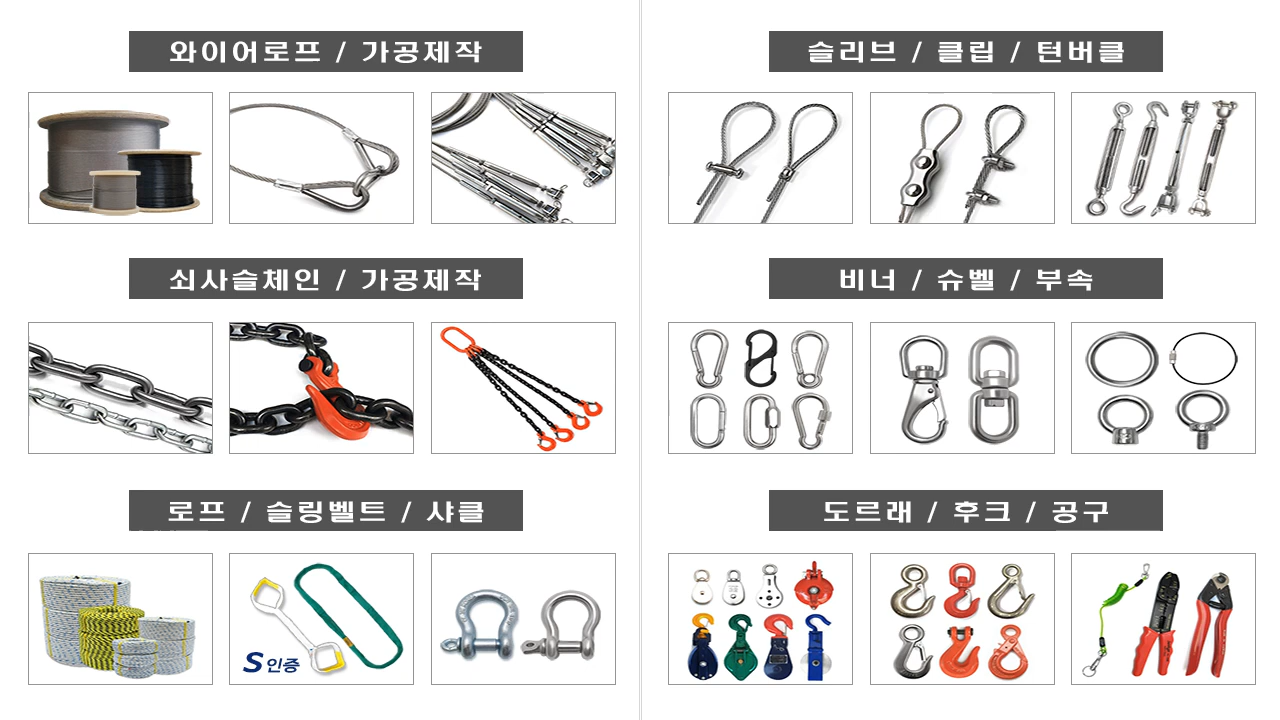 와이어로프 / 가공제작
슬리브 / 클립 / 턴버클
쇠사슬체인 / 가공제작
비너 / 슈벨 / 부속
로프 / 슬링벨트 / 샤클
S인증
도르래 / 후크 / 공구